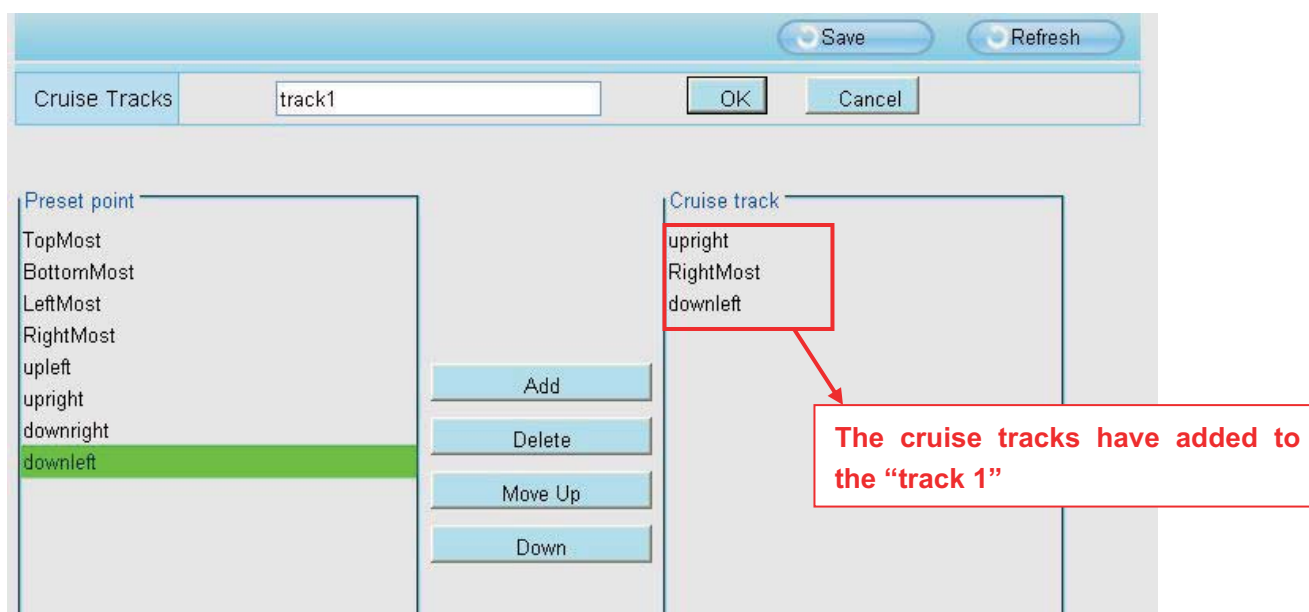 Save Refresh
Cruise Tracks track1 OK Cancel
Preset point
TopMost
BottomMost
LeftMost
RightMost
upleft
upright
downright
downleft
Add
Delete
Move Up
Down
Cruise track
upright
RightMost
downleft
The cruise tracks have added to
the “track 1”